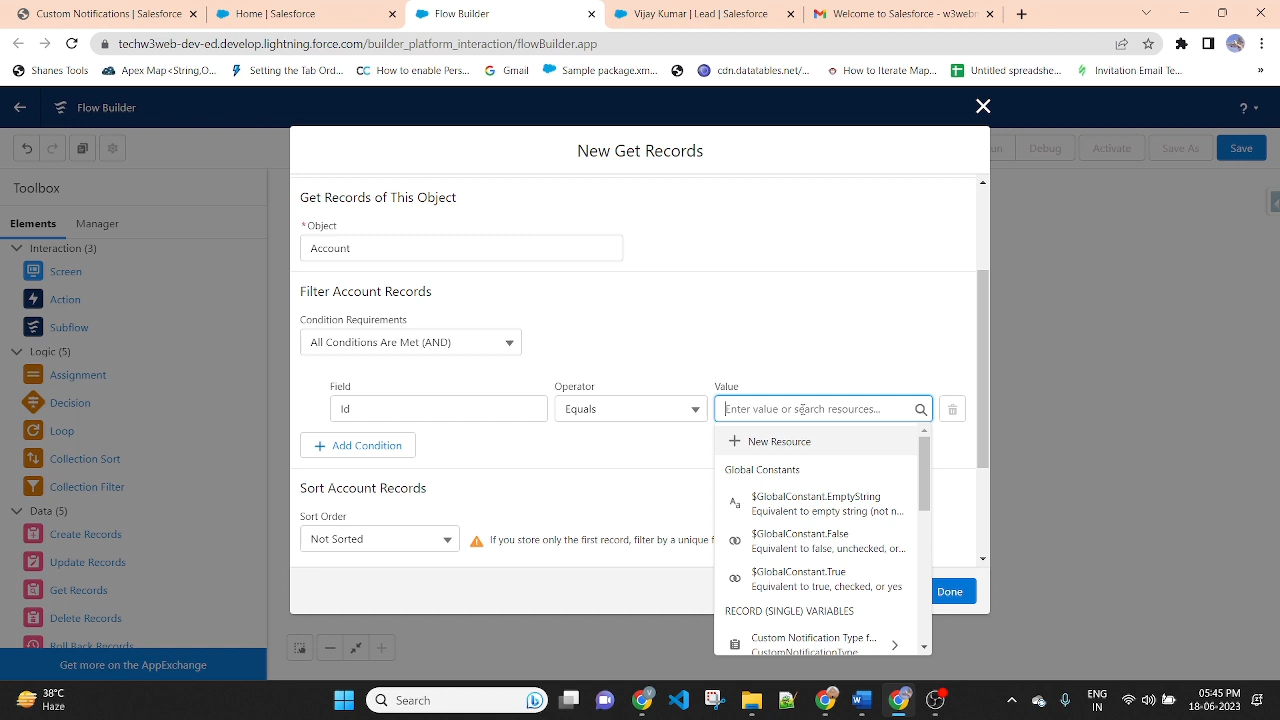 Custom Notifications | Salesforce
Home | Salesforce
Flow Builder
Vijay Kumar | Lead | Salesforce
Welcome to Salesforce - w3web
techw3web-dev-ed.develop.lightning.force.com/builder_platform_interaction/flowBuilder.app
Shanes Tools
Apex Map<String,O...
Setting the Tab Ord...
How to enable Pers...
Gmail
Sample package.xm...
cdn.datatables.net/...
How to Iterate Map...
Untitled spreadshe...
Invitation Email Te...
»
Flow Builder
?
New Get Records
un
Debug
Activate
Save As
Save
Toolbox
Elements
Manager
Interaction (3)
Screen
Action
Subflow
Logic (5)
Assignment
Decision
Loop
Collection Sort
Collection Filter
Data (5)
Create Records
Update Records
Get Records
Delete Records
Roll Back Records
Get more on the AppExchange
Get Records of This Object
* Object
Account
Filter Account Records
Condition Requirements
All Conditions Are Met (AND)
Field
Operator
Value
Id
Equals
Enter value or search resources...
+ Add Condition
+ New Resource
Global Constants
Aa
$GlobalConstant.EmptyString
Equivalent to empty string (not n...
$GlobalConstant.False
Equivalent to false, unchecked, or...
$GlobalConstant.True
Equivalent to true, checked, or yes
RECORD (SINGLE) VARIABLES
Custom Notification Type f...
CustomNotificationType
Sort Account Records
Sort Order
Not Sorted
If you store only the first record, filter by a unique f
Done
38°C
Haze
Search
ENG
IN
05:45 PM
18-06-2023